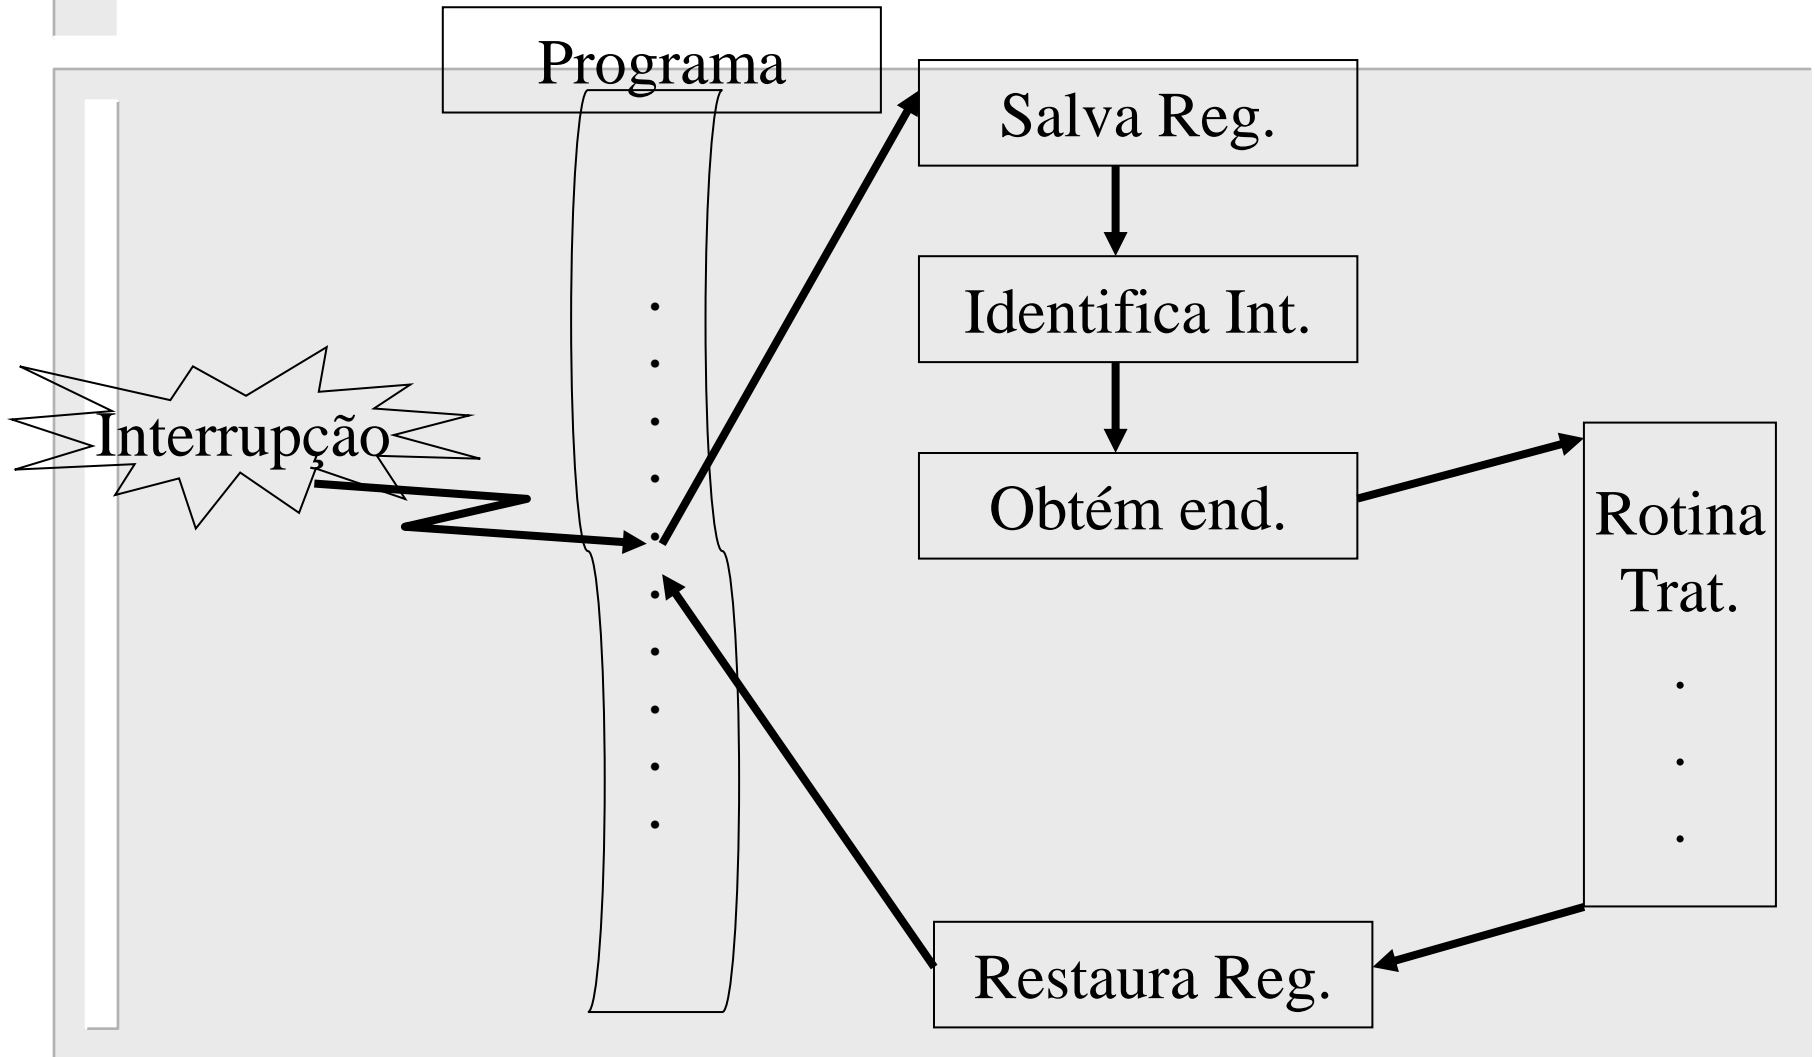 Programa
Salva Reg.
Identifica Int.
Interrupção
Obtém end.
Rotina
Trat.
.
.
.
Restaura Reg.
.
.
.
.
.
.
.
.
.
.